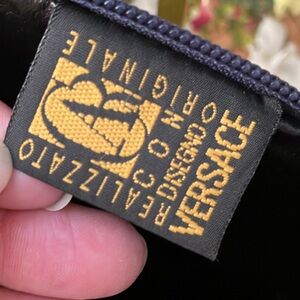 REALIZZATO
CON
DISEGNO
ORIGINALE
VERSACE